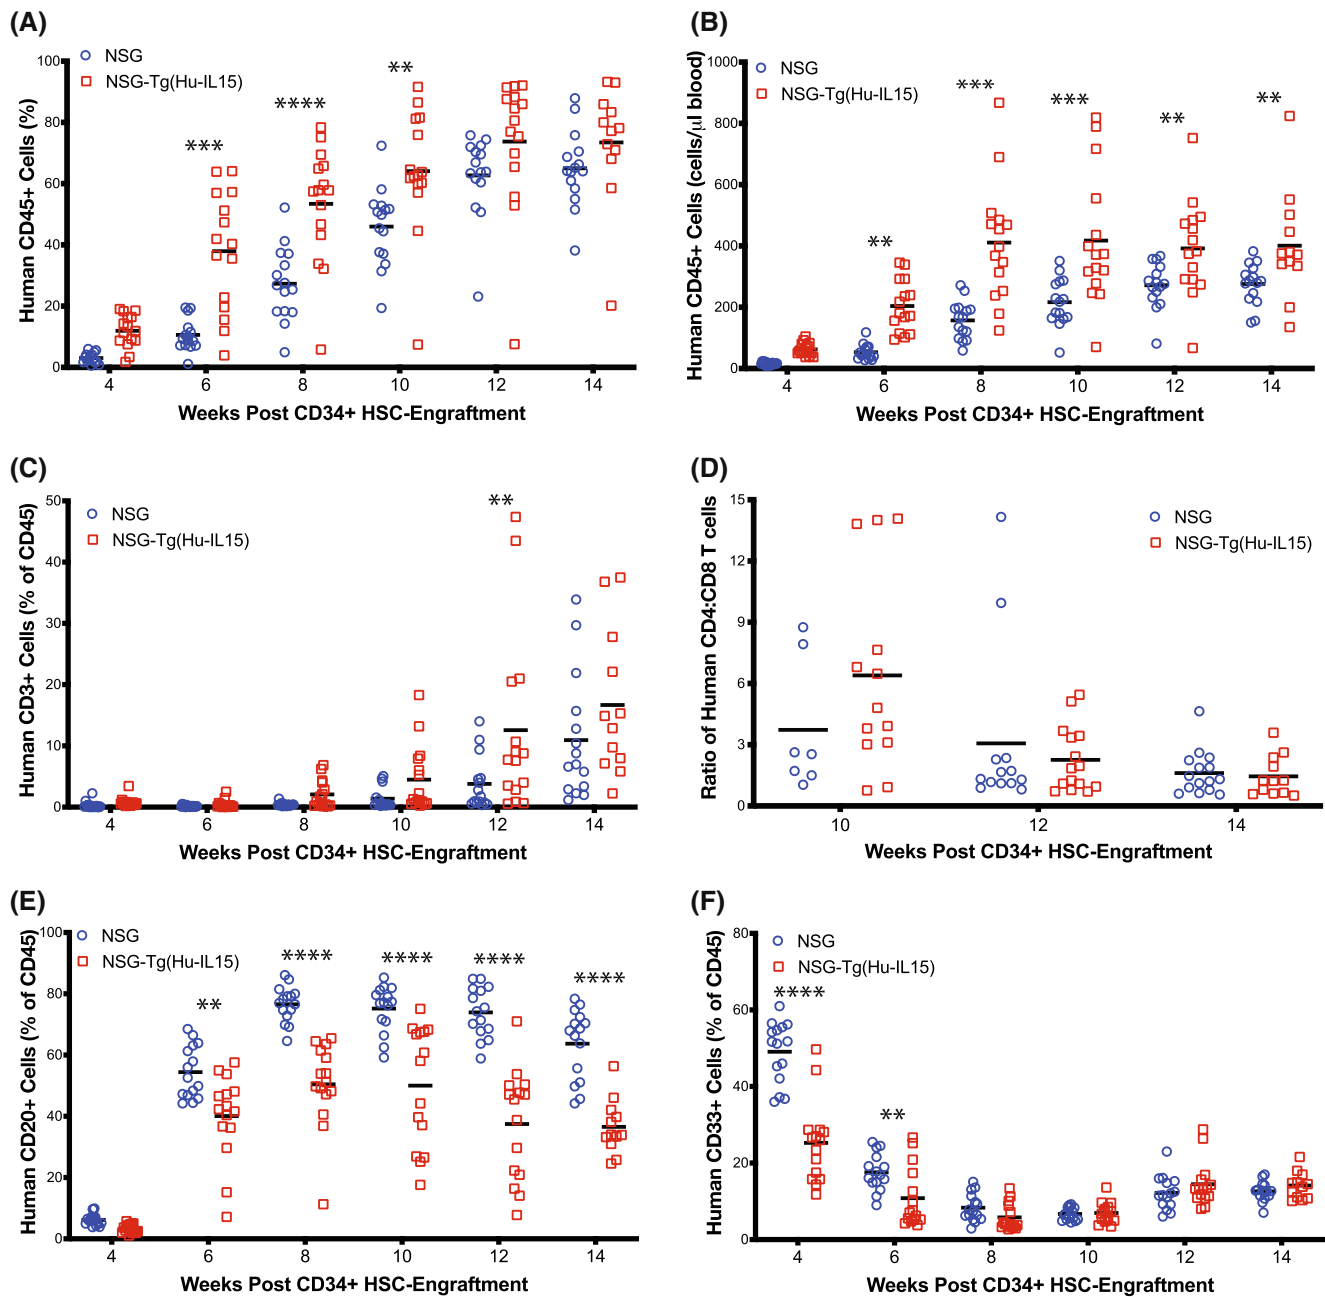 (A)
NSG
NSG-Tg(Hu-IL15)
Human CD45+ Cells (%)
100
80
60
40
20
0
***
****
**
4 6 8 10 12 14
Weeks Post CD34+ HSC-Engraftment
(B)
NSG
NSG-Tg(Hu-IL15)
Human CD45+ Cells (cells/µl blood)
1000
800
600
400
200
0
**
***
***
**
**
4 6 8 10 12 14
Weeks Post CD34+ HSC-Engraftment
(C)
NSG
NSG-Tg(Hu-IL15)
Human CD3+ Cells (% of CD45)
50
40
30
20
10
0
**
4 6 8 10 12 14
Weeks Post CD34+ HSC-Engraftment
(D)
NSG
NSG-Tg(Hu-IL15)
Ratio of Human CD4:CD8 T cells
15
12
9
6
3
0
10 12 14
Weeks Post CD34+ HSC-Engraftment
(E)
NSG
NSG-Tg(Hu-IL15)
Human CD20+ Cells (% of CD45)
100
80
60
40
20
0
**
****
****
****
****
4 6 8 10 12 14
Weeks Post CD34+ HSC-Engraftment
(F)
NSG
NSG-Tg(Hu-IL15)
Human CD33+ Cells (% of CD45)
80
60
40
20
0
****
**
4 6 8 10 12 14
Weeks Post CD34+ HSC-Engraftment